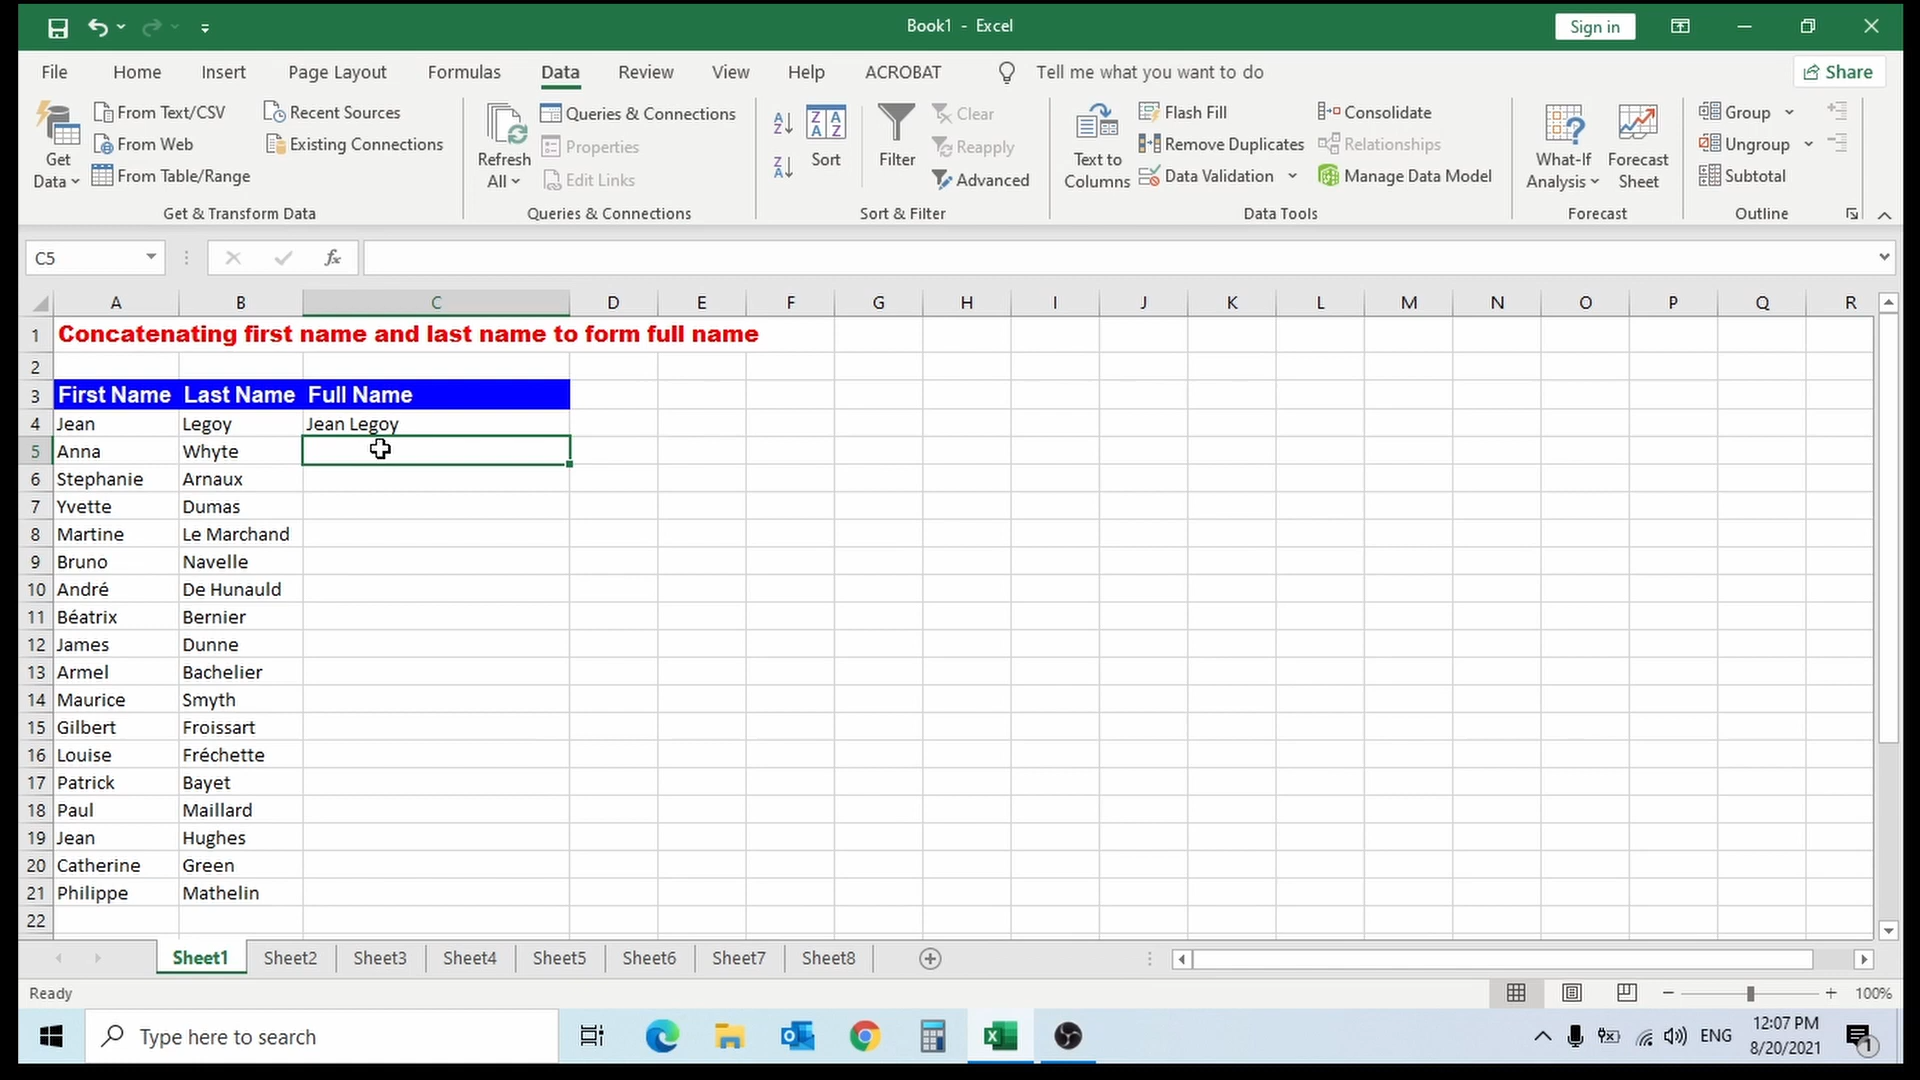 Book1 - Excel
Sign in
File Home Insert Page Layout Formulas Data Review View Help ACROBAT Tell me what you want to do Share
Get Data
From Text/CSV
From Web
From Table/Range
Recent Sources
Existing Connections
Get & Transform Data
Refresh All
Queries & Connections
Properties
Edit Links
Queries & Connections
Sort
Filter
Clear
Reapply
Advanced
Sort & Filter
Text to Columns
Flash Fill
Remove Duplicates
Data Validation
Consolidate
Relationships
Manage Data Model
Data Tools
What-If Analysis
Forecast Sheet
Forecast
Group
Ungroup
Subtotal
Outline
C5 fx
A B C D E F G H I J K L M N O P Q R
1 Concatenating first name and last name to form full name
2
3 First Name Last Name Full Name
4 Jean Legoy Jean Legoy
5 Anna Whyte
6 Stephanie Arnaux
7 Yvette Dumas
8 Martine Le Marchand
9 Bruno Navelle
10 André De Hunauld
11 Béatrix Bernier
12 James Dunne
13 Armel Bachelier
14 Maurice Smyth
15 Gilbert Froissart
16 Louise Fréchette
17 Patrick Bayet
18 Paul Maillard
19 Jean Hughes
20 Catherine Green
21 Philippe Mathelin
22
Sheet1 Sheet2 Sheet3 Sheet4 Sheet5 Sheet6 Sheet7 Sheet8
Ready 100%
Type here to search
ENG
12:07 PM
8/20/2021
1